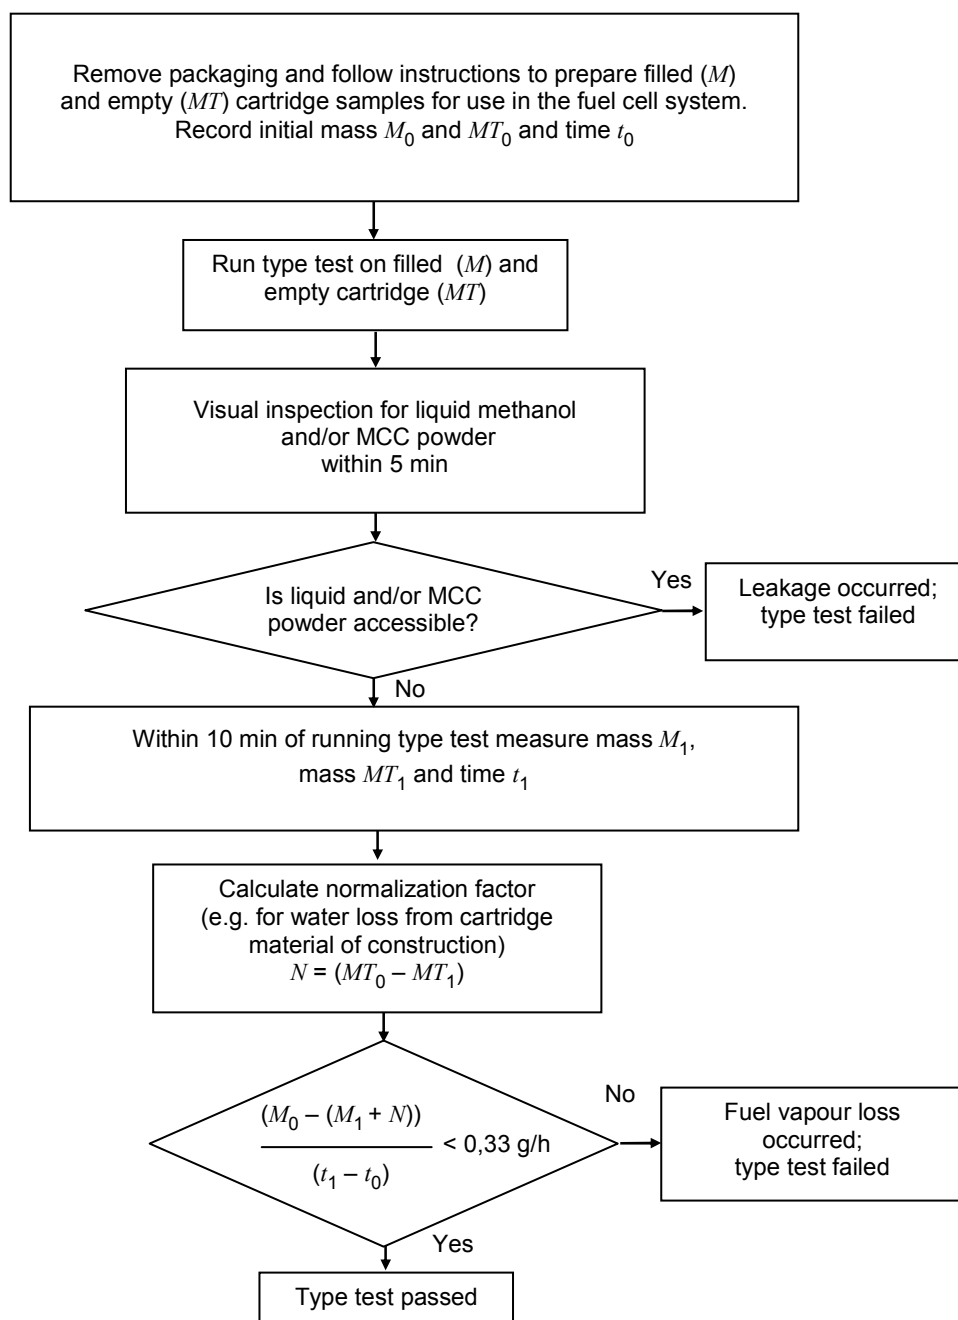 Remove packaging and follow instructions to prepare filled (M)
and empty (MT) cartridge samples for use in the fuel cell system.
Record initial mass M0 and MT0 and time t0
Run type test on filled (M) and
empty cartridge (MT)
Visual inspection for liquid methanol
and/or MCC powder
within 5 min
Is liquid and/or MCC
powder accessible?
Yes
Leakage occurred;
type test failed
No
Within 10 min of running type test measure mass M1,
mass MT1 and time t1
Calculate normalization factor
(e.g. for water loss from cartridge
material of construction)
N = (MT0 – MT1)
(M0 – (M1 + N))
(t1 – t0)
< 0,33 g/h
No
Fuel vapour loss
occurred;
type test failed
Yes
Type test passed